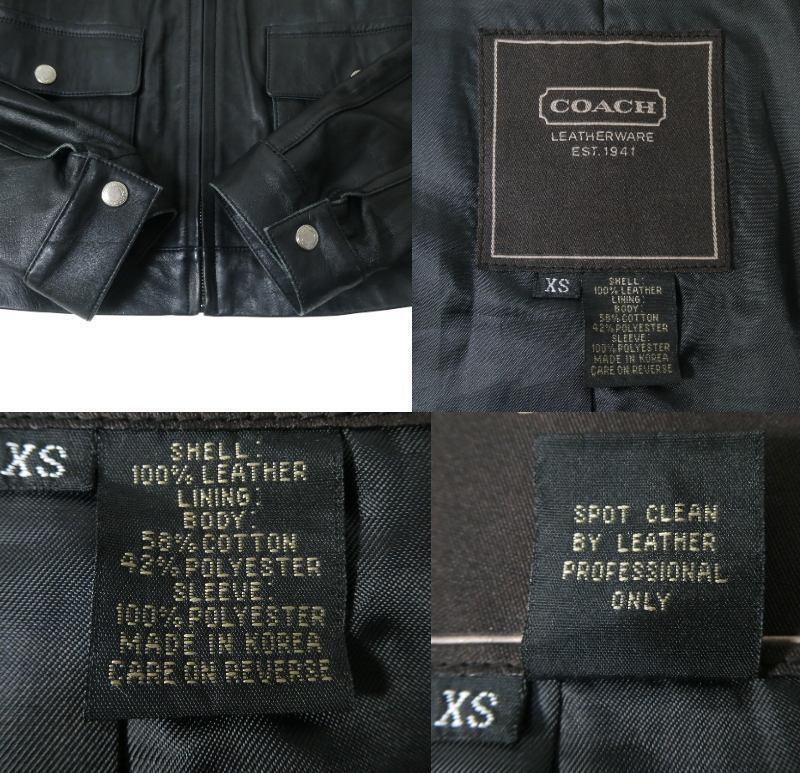 COACH
LEATHERWARE
EST. 1941
XS
SHELL:
100% LEATHER
LINING:
BODY:
58% COTTON
42% POLYESTER
SLEEVE:
100% POLYESTER
MADE IN KOREA
CARE ON REVERSE
XS
SHELL:
100% LEATHER
LINING:
BODY:
58% COTTON
42% POLYESTER
SLEEVE:
100% POLYESTER
MADE IN KOREA
CARE ON REVERSE
SPOT CLEAN
BY LEATHER
PROFESSIONAL
ONLY
XS